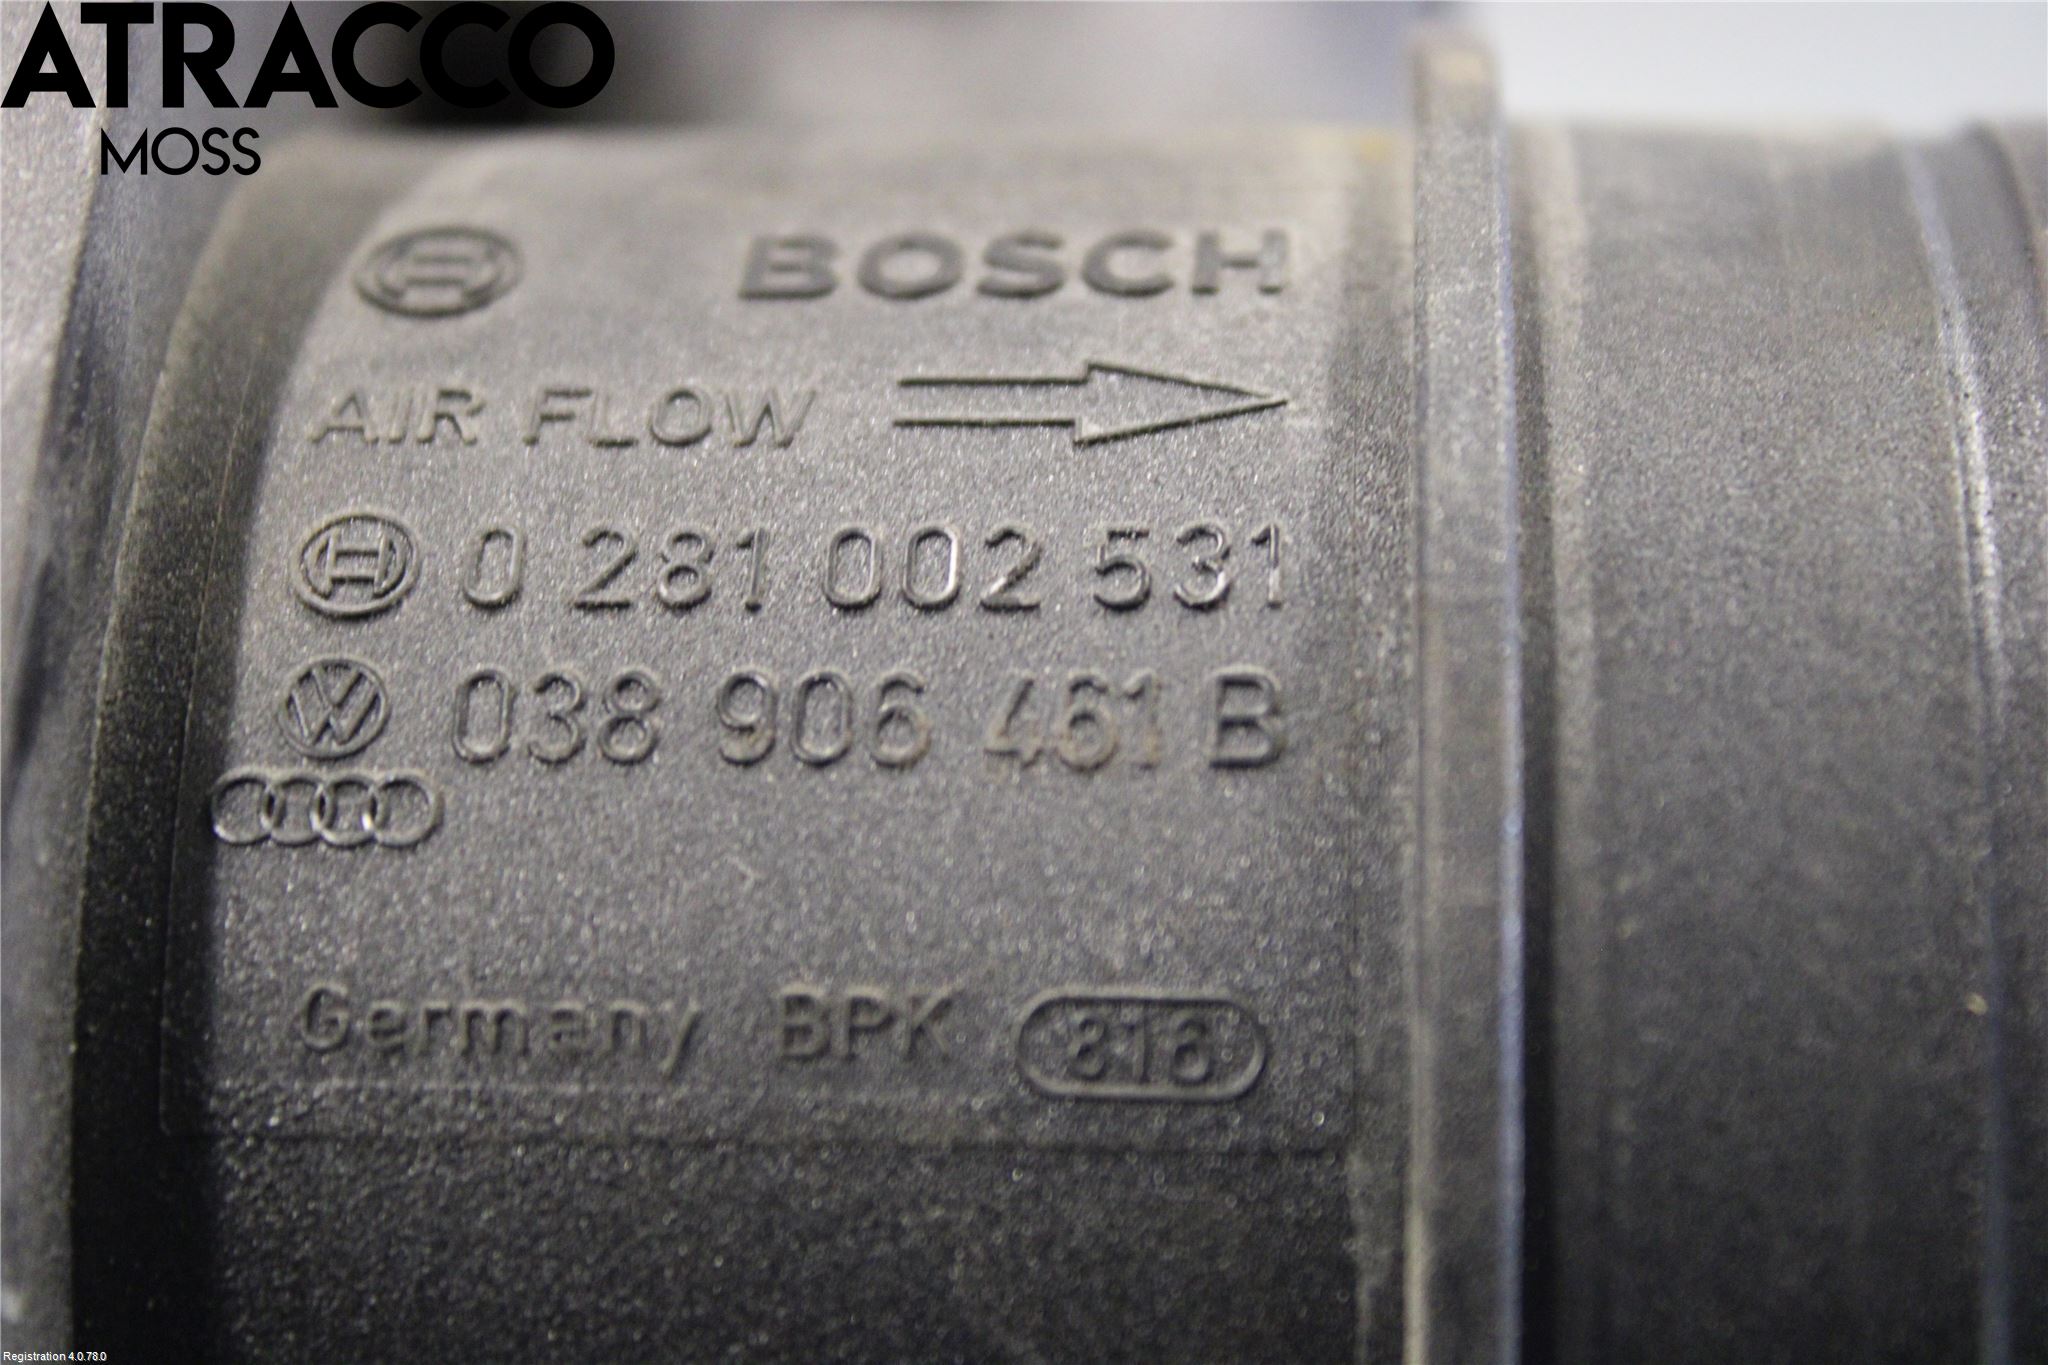 ATRACCO
MOSS
BOSCH
AIR FLOW
0 281 002 531
038 906 461 B
Germany BPK 816
Registration 4.0.78.0